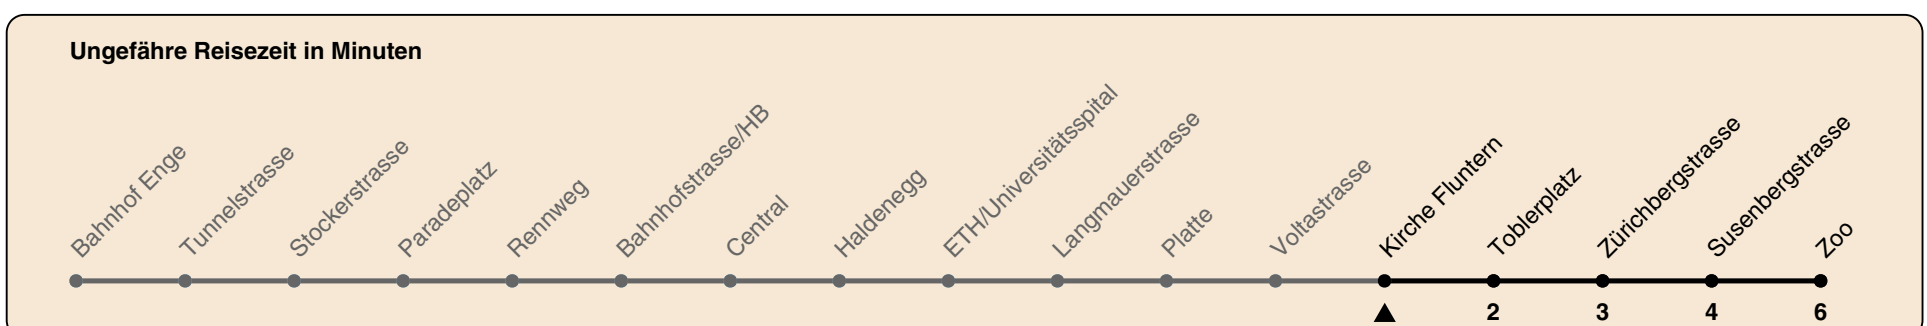 Ungefähre Reisezeit in Minuten
Bahnhof Enge
Tunnelstrasse
Stockerstrasse
Paradeplatz
Rennweg
Bahnhofstrasse/HB
Central
Haldenegg
ETH/Universitätsspital
Langmauerstrasse
Platte
Voltastrasse
Kirche Fluntern
Toblerplatz
Zürichbergstrasse
Susenbergstrasse
Zoo
2 3 4 6